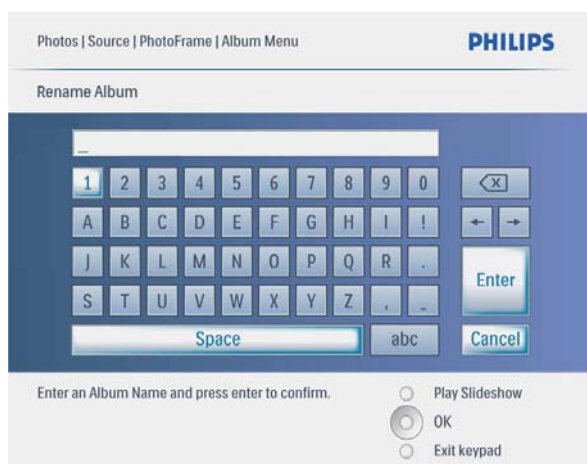 Photos | Source | PhotoFrame | Album Menu
PHILIPS
Rename Album
_
1 2 3 4 5 6 7 8 9 0
A B C D E F G H I !
J K L M N O P Q R .
Enter
S T U V W X Y Z , _
Space abc Cancel
Enter an Album Name and press enter to confirm.
Play Slideshow
OK
Exit keypad